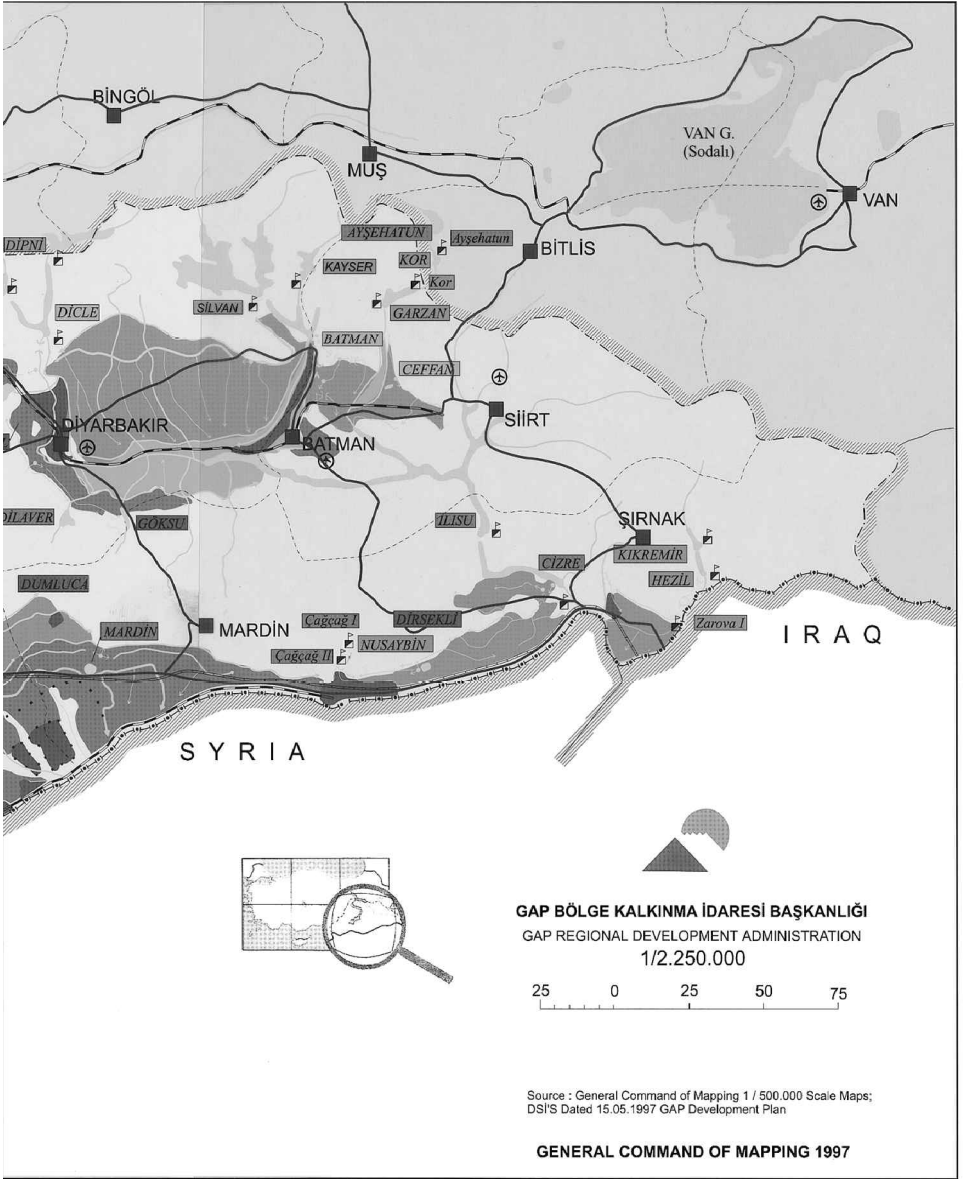 BİNGÖL
MUŞ
VAN G.
(Sodalı)
VAN
BİTLİS
DİPNİ
AYŞEHATUN
Ayşehatun
KAYSER
KOR
Kor
SİLVAN
GARZAN
DİCLE
BATMAN
CEFFAN
SİİRT
DİYARBAKIR
BATMAN
DILAVER
GÖKSU
ILISU
ŞIRNAK
KIKREMİR
CİZRE
HEZİL
DUMLUCA
MARDİN
MARDİN
Çağçağ I
DİRSEKLİ
NUSAYBİN
Çağçağ II
Zarova I
IRAQ
SYRIA
GAP BÖLGE KALKINMA İDARESİ BAŞKANLIĞI
GAP REGIONAL DEVELOPMENT ADMINISTRATION
1/2.250.000
25 0 25 50 75
Source : General Command of Mapping 1 / 500.000 Scale Maps;
DSİ'S Dated 15.05.1997 GAP Development Plan
GENERAL COMMAND OF MAPPING 1997